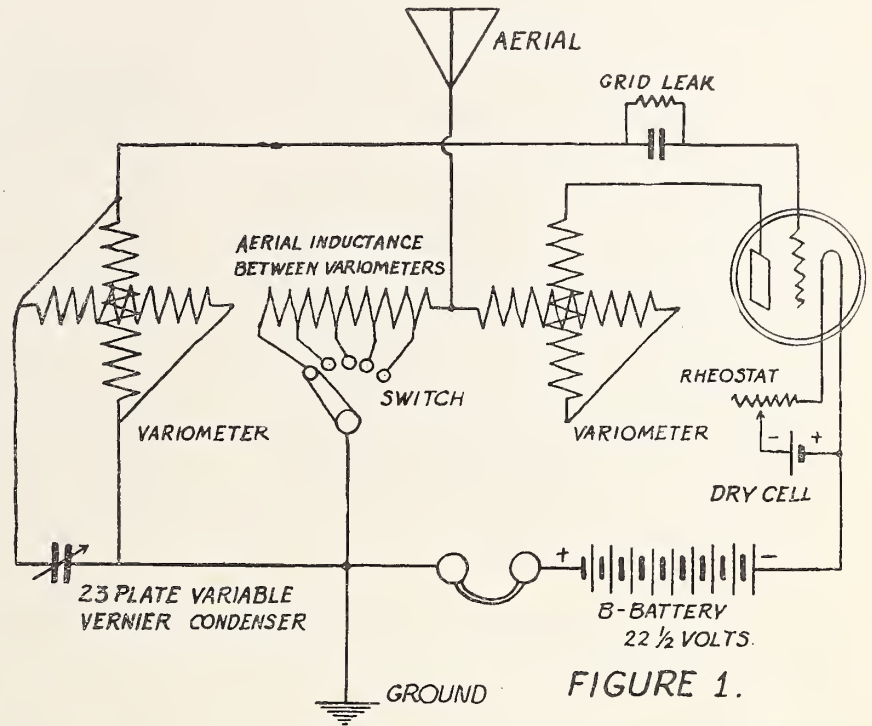 AERIAL
GRID LEAK
AERIAL INDUCTANCE
BETWEEN VARIOMETERS
SWITCH
VARIOMETER
VARIOMETER
RHEOSTAT
- +
DRY CELL
+ -
23 PLATE VARIABLE
VERNIER CONDENSER
B-BATTERY
22 1/2 VOLTS.
GROUND
FIGURE 1.